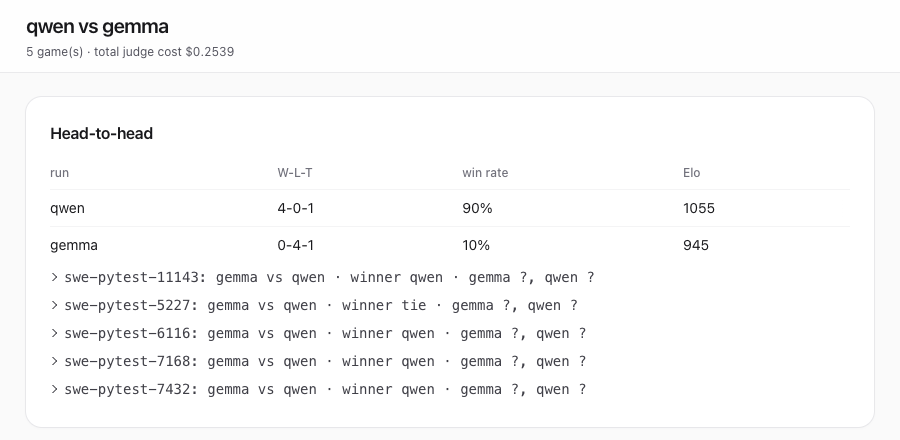 qwen vs gemma
5 game(s) · total judge cost $0.2539
Head-to-head
run W-L-T win rate Elo
qwen 4-0-1 90% 1055
gemma 0-4-1 10% 945
> swe-pytest-11143: gemma vs qwen · winner qwen · gemma ?, qwen ?
> swe-pytest-5227: gemma vs qwen · winner tie · gemma ?, qwen ?
> swe-pytest-6116: gemma vs qwen · winner qwen · gemma ?, qwen ?
> swe-pytest-7168: gemma vs qwen · winner qwen · gemma ?, qwen ?
> swe-pytest-7432: gemma vs qwen · winner qwen · gemma ?, qwen ?